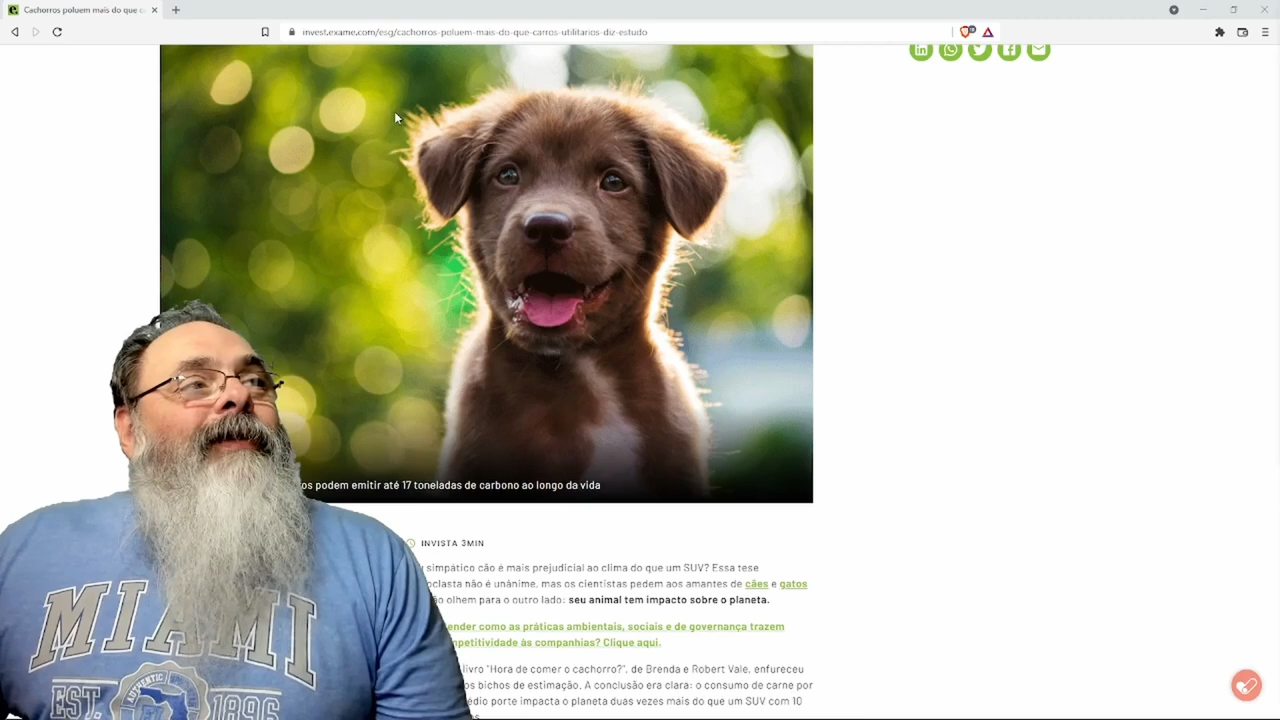 Cachorros poluem mais do que c
invest.exame.com/esg/cachorros-poluem-mais-do-que-carros-utilitarios-diz-estudo
os podem emitir até 17 toneladas de carbono ao longo da vida
INVISTA 3MIN
simpático cão é mais prejudicial ao clima do que um SUV? Essa tese
oclasta não é unânime, mas os cientistas pedem aos amantes de cães e gatos
olhem para o outro lado: seu animal tem impacto sobre o planeta.
ender como as práticas ambientais, sociais e de governança trazem
mpetitividade às companhias? Clique aqui.
livro "Hora de comer o cachorro?", de Brenda e Robert Vale, enfureceu
os bichos de estimação. A conclusão era clara: o consumo de carne por
édio porte impacta o planeta duas vezes mais do que um SUV com 10
MIAMI
AUTHENTIC
EST. 1896